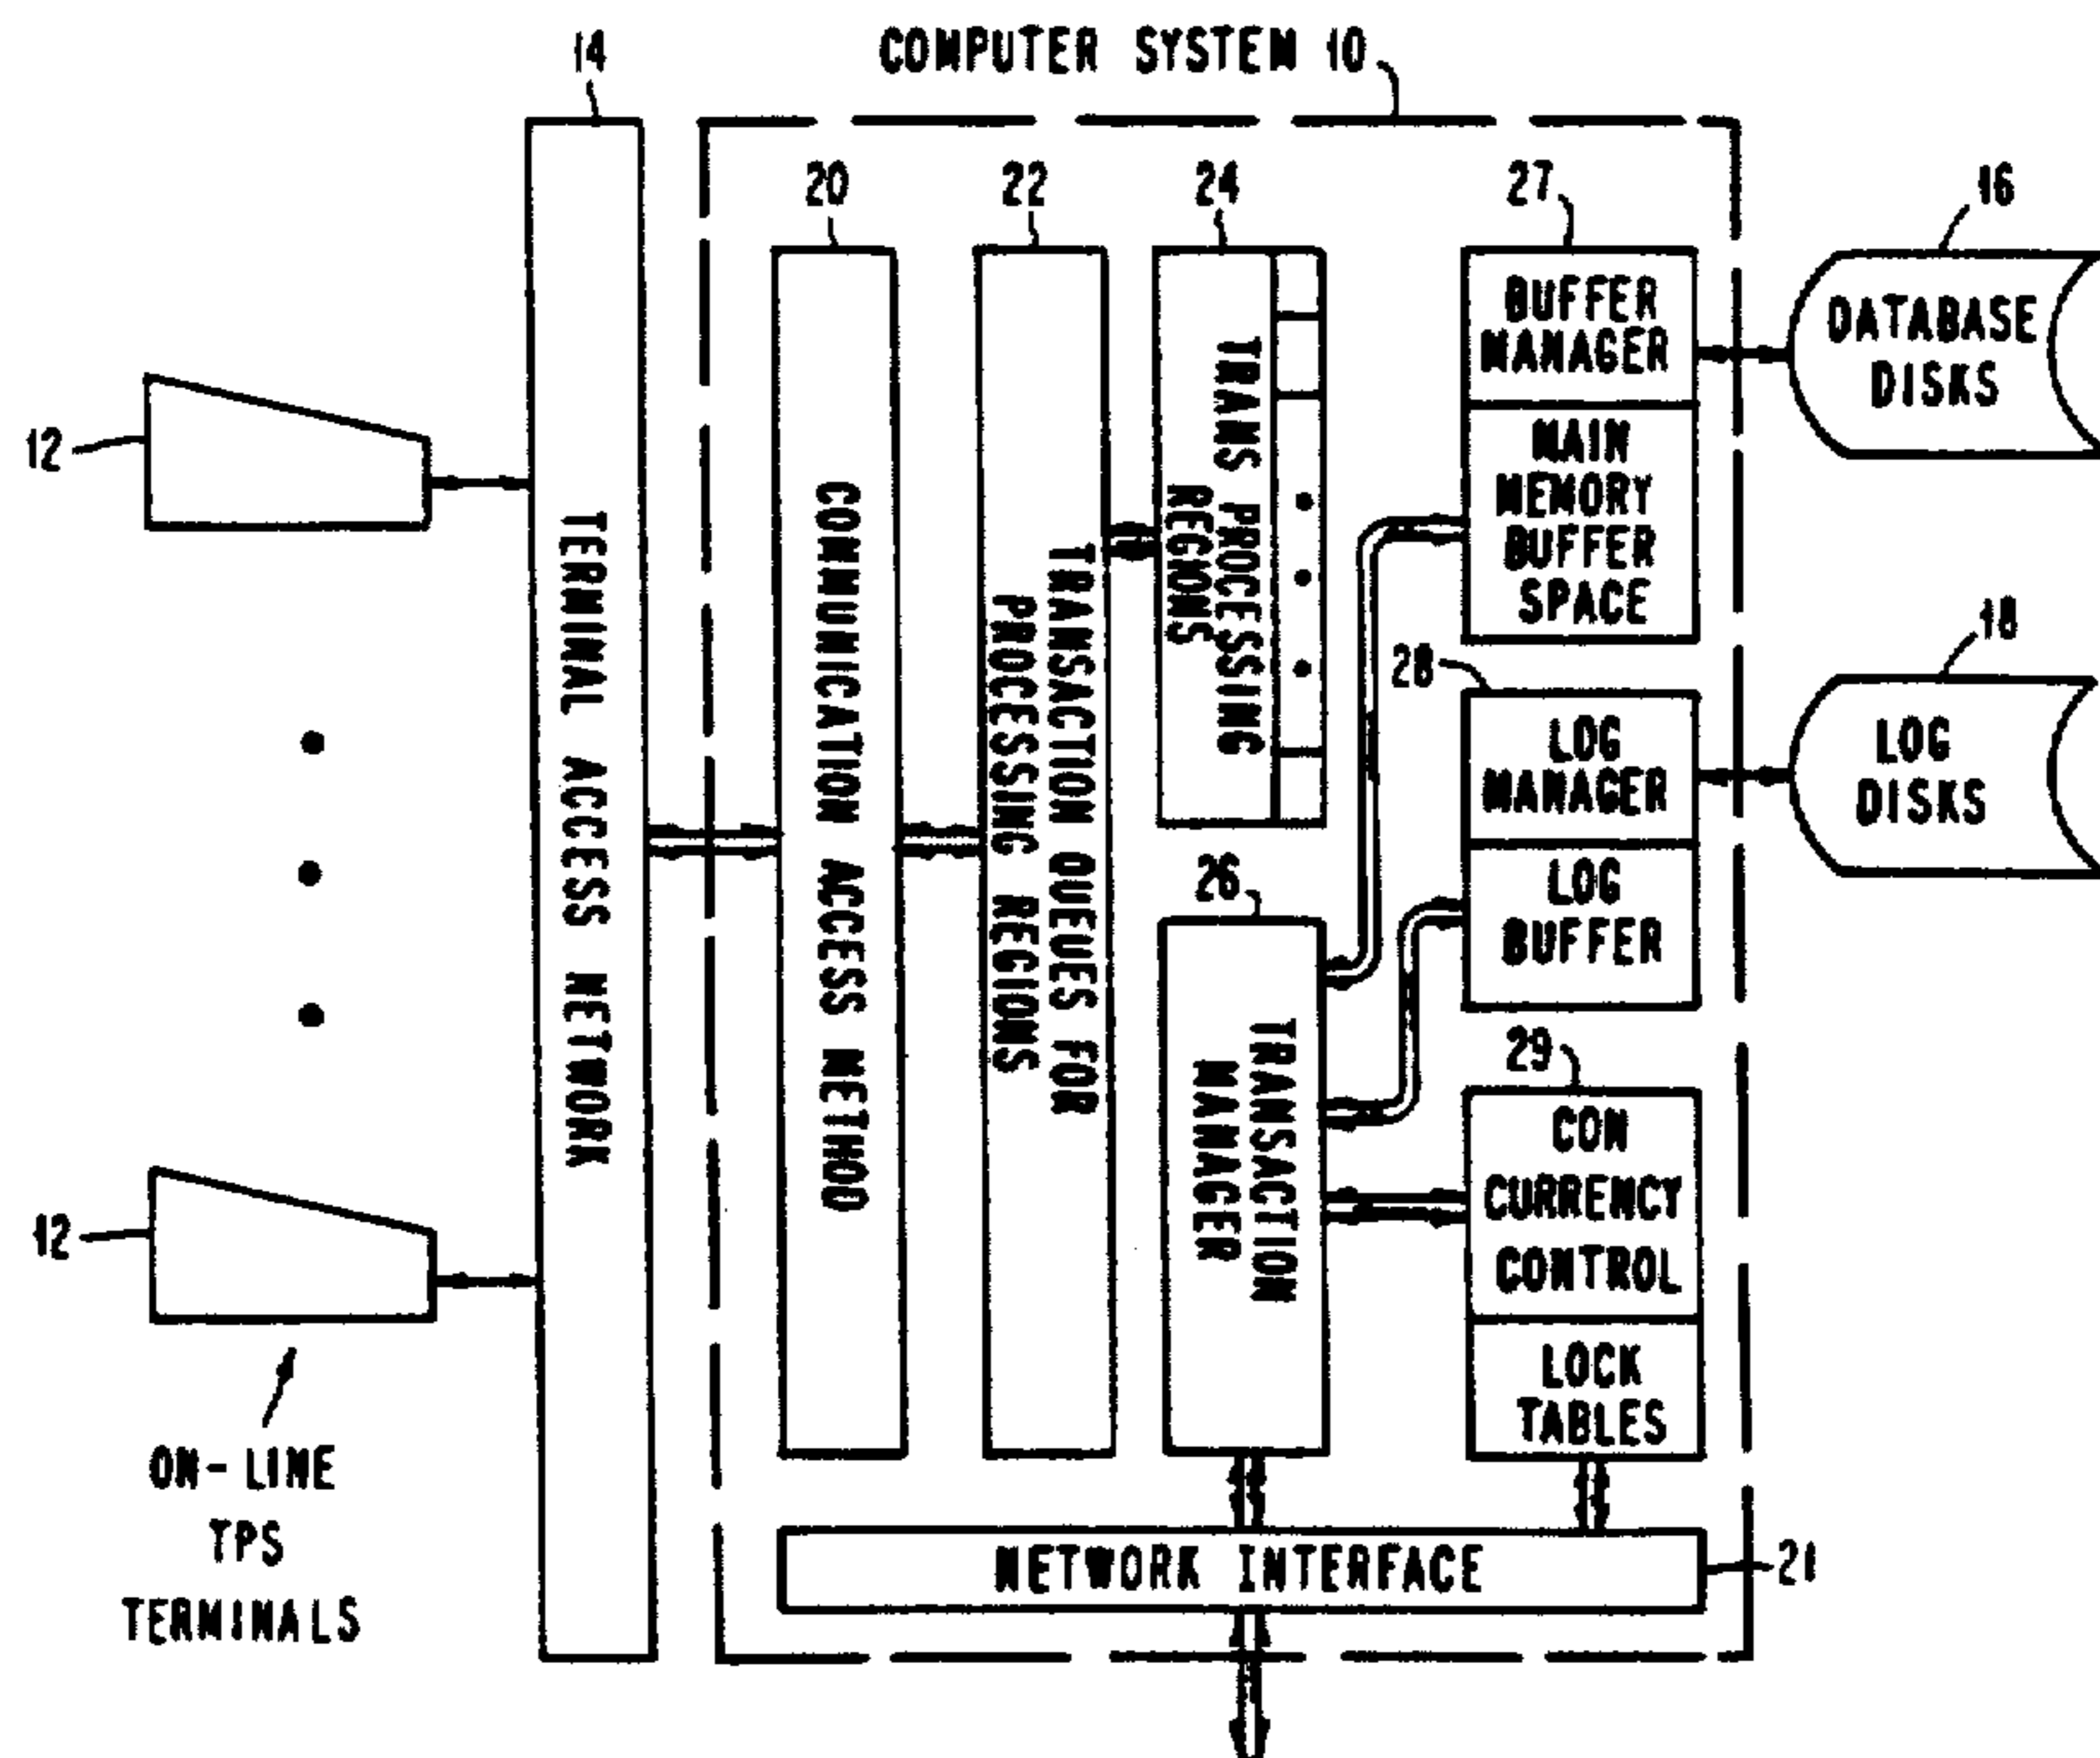 14
COMPUTER SYSTEM 10
20
22
24
27
16
12
TERMINAL ACCESS NETWORK
COMMUNICATION ACCESS METHOD
TRANSACTION QUEUES FOR
PROCESSING REGIONS
TRANS PROCESSING
REGIONS
BUFFER
MANAGER
MAIN
MEMORY
BUFFER
SPACE
DATABASE
DISKS
28
LOG
MANAGER
LOG
BUFFER
18
LOG
DISKS
26
TRANSACTION
MANAGER
29
CON
CURRENCY
CONTROL
LOCK
TABLES
12
ON-LINE
TPS
TERMINALS
NETWORK INTERFACE
21